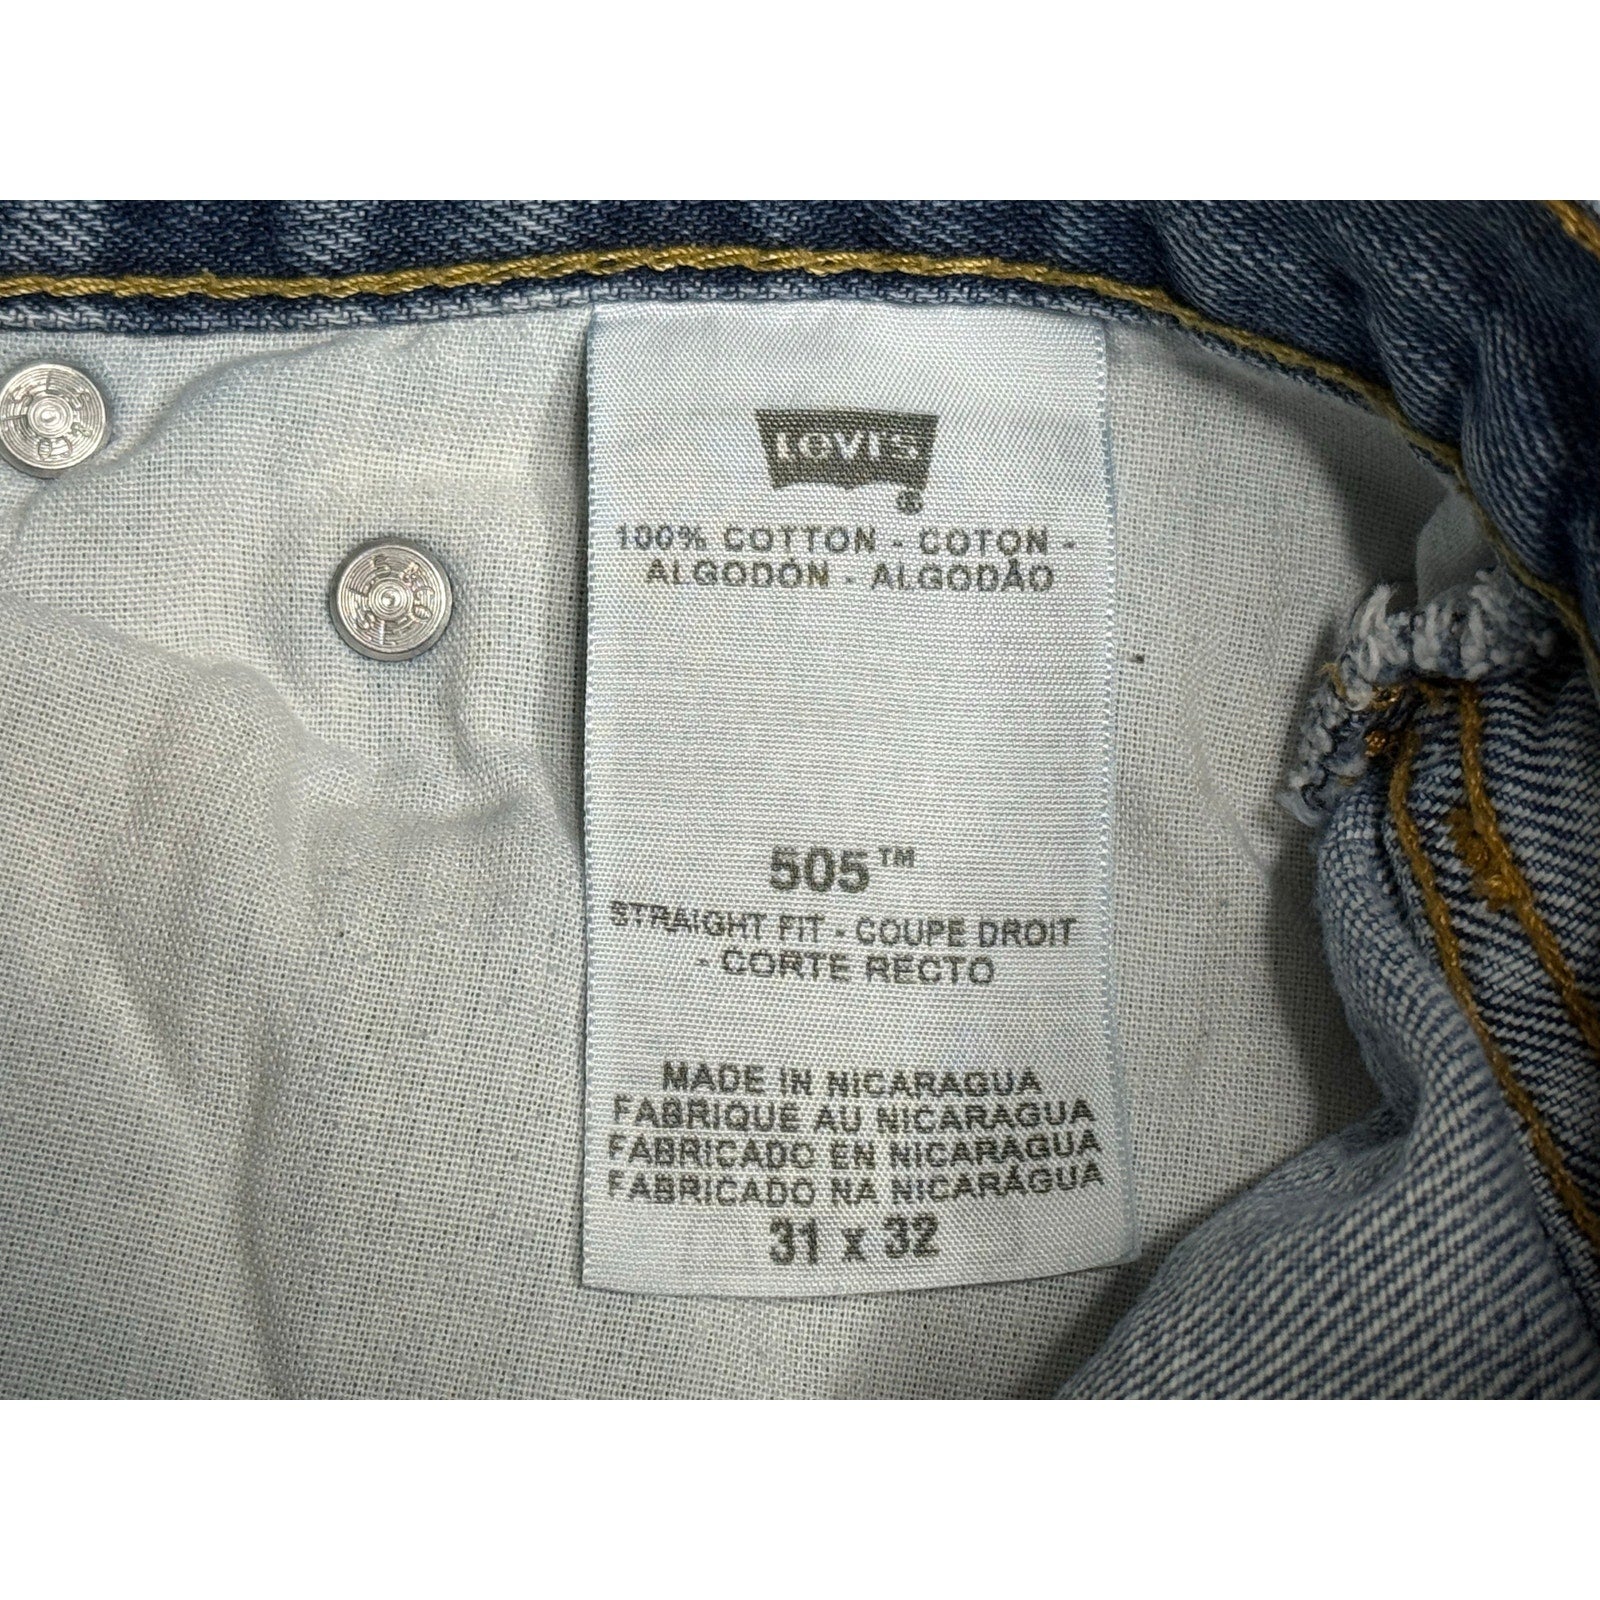 Levi's
®
100% COTTON - COTON -
ALGODÓN - ALGODÃO
505™
STRAIGHT FIT - COUPE DROIT
- CORTE RECTO
MADE IN NICARAGUA
FABRIQUÉ AU NICARAGUA
FABRICADO EN NICARAGUA
FABRICADO NA NICARÁGUA
31 x 32